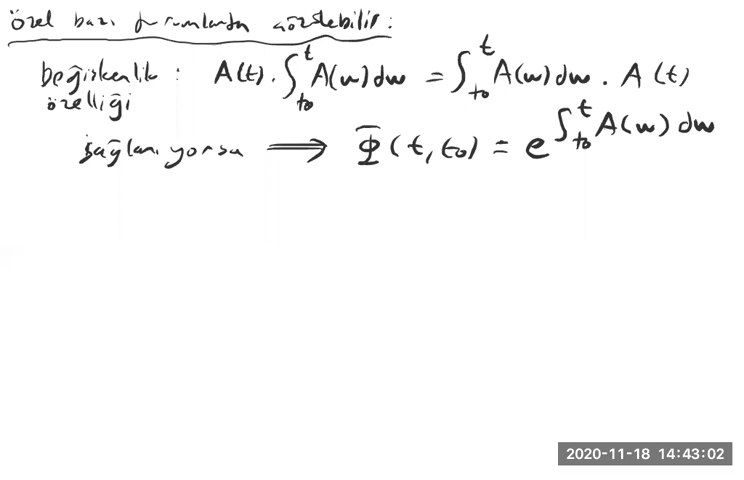 özel bazı durumlarda çözülebilir :
değişkenlik : A(t) . ∫_{t0}^{t} A(w) dw = ∫_{t0}^{t} A(w) dw . A(t)
özelliği
sağlanıyorsa ⟹ Φ(t, t0) = e^{∫_{t0}^{t} A(w) dw}
2020-11-18 14:43:02